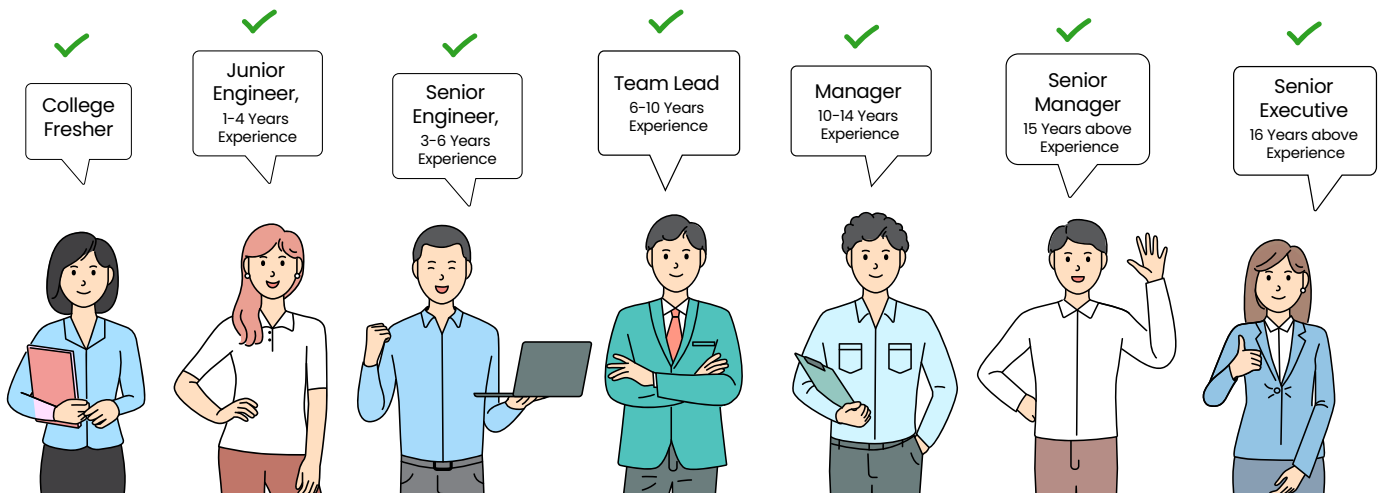 College
Fresher
Junior
Engineer,
1-4 Years
Experience
Senior
Engineer,
3-6 Years
Experience
Team Lead
6-10 Years
Experience
Manager
10-14 Years
Experience
Senior
Manager
15 Years above
Experience
Senior
Executive
16 Years above
Experience